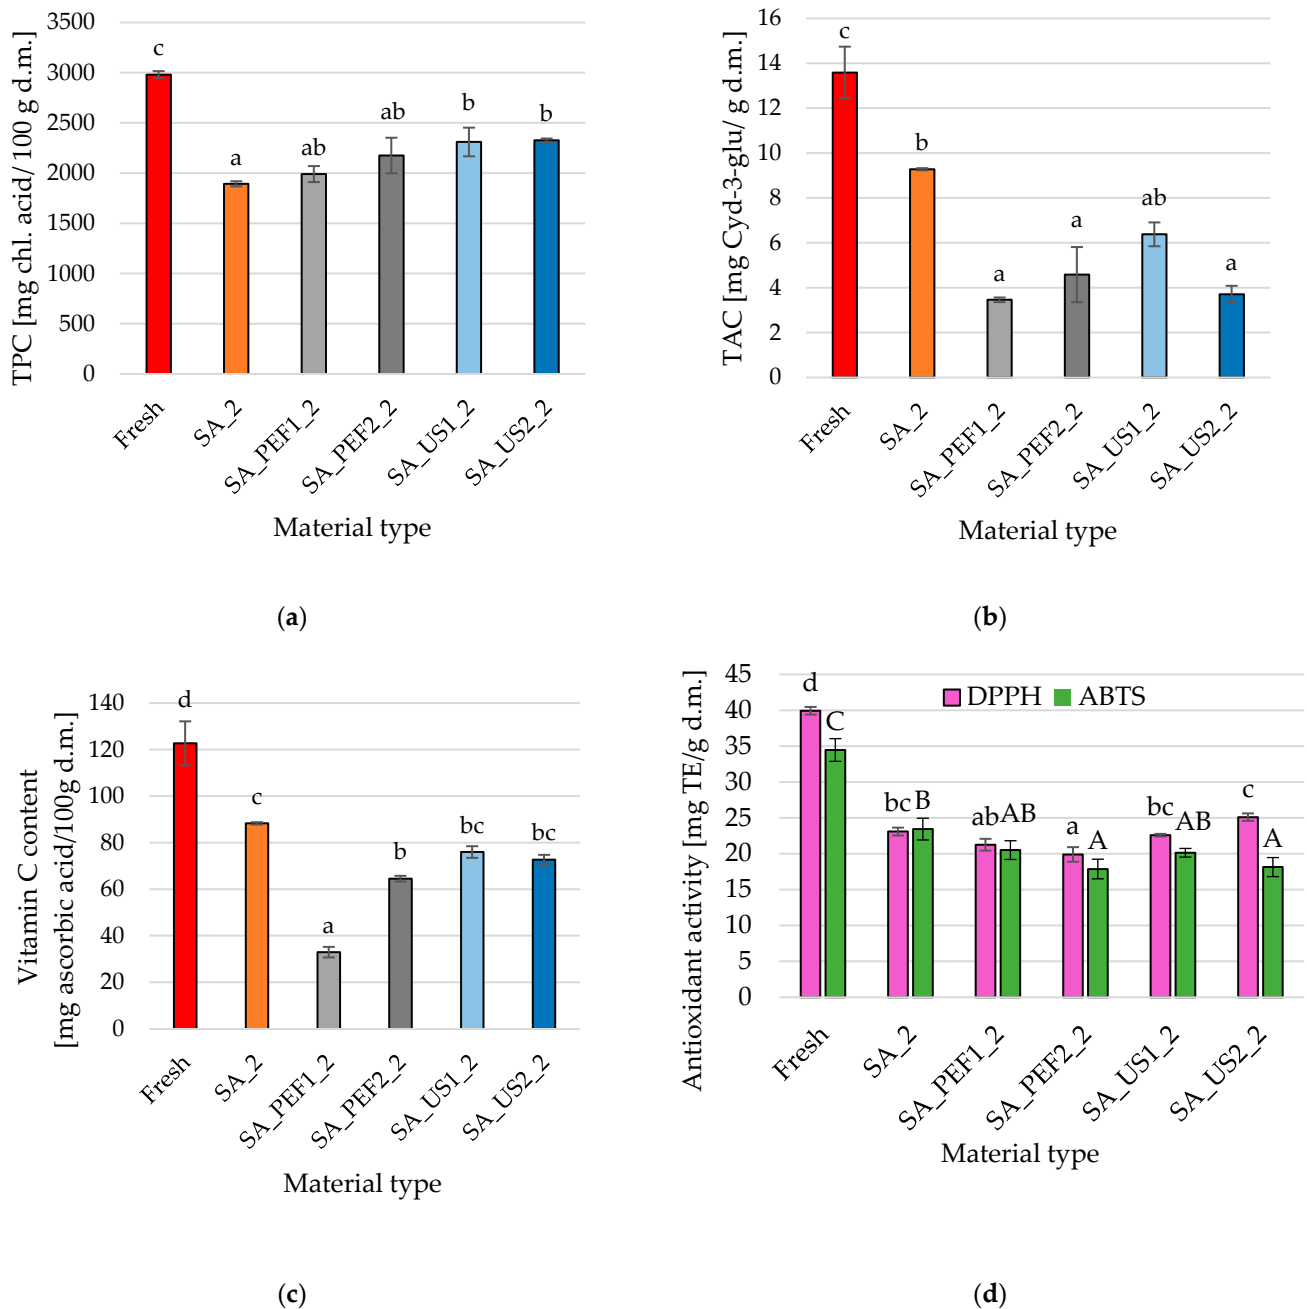 TPC [mg chl. acid/ 100 g d.m.]
3500
3000
2500
2000
1500
1000
500
0
c
a
ab
ab
b
b
Fresh
SA_2
SA_PEF1_2
SA_PEF2_2
SA_US1_2
SA_US2_2
Material type
(a)
TAC [mg Cyd-3-glu/ g d.m.]
16
14
12
10
8
6
4
2
0
c
b
a
a
ab
a
Fresh
SA_2
SA_PEF1_2
SA_PEF2_2
SA_US1_2
SA_US2_2
Material type
(b)
Vitamin C content
[mg ascorbic acid/100g d.m.]
140
120
100
80
60
40
20
0
d
c
a
b
bc
bc
Fresh
SA_2
SA_PEF1_2
SA_PEF2_2
SA_US1_2
SA_US2_2
Material type
(c)
Antioxidant activity [mg TE/g d.m.]
45
40
35
30
25
20
15
10
5
0
DPPH ABTS
d
C
bc B
ab AB
a A
bc AB
c A
Fresh
SA_2
SA_PEF1_2
SA_PEF2_2
SA_US1_2
SA_US2_2
Material type
(d)